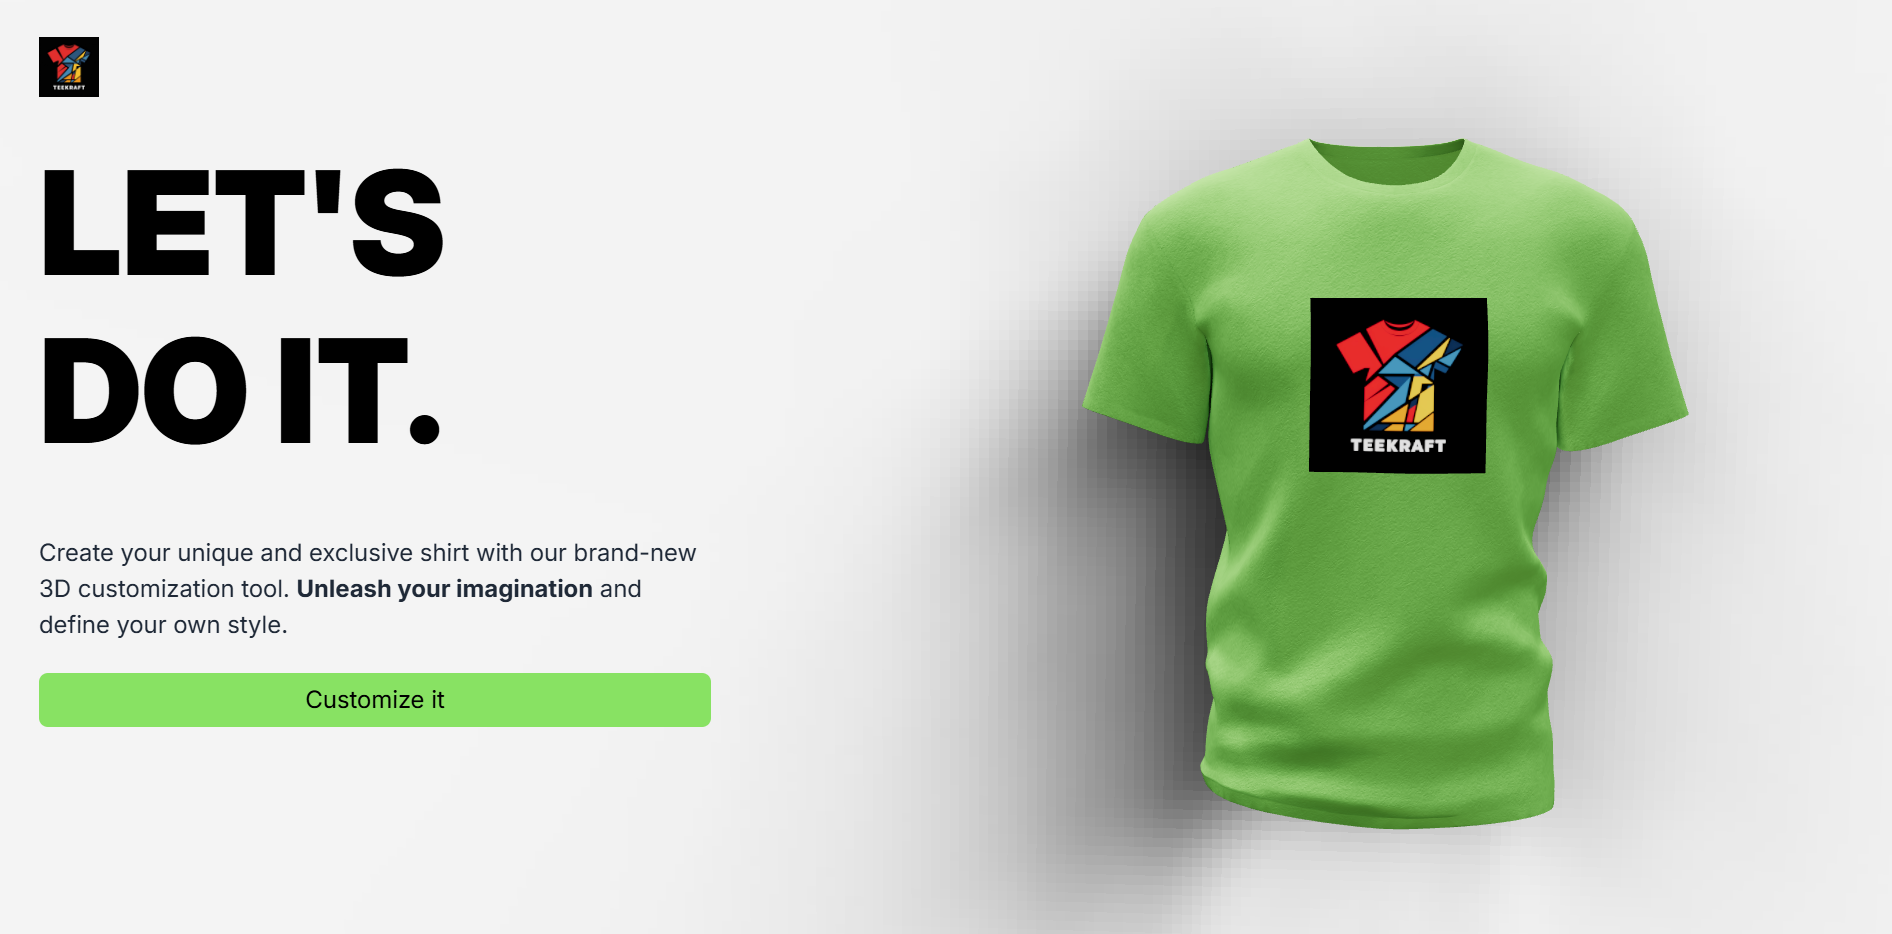 TEEKRAFT
LET'S
DO IT.
Create your unique and exclusive shirt with our brand-new
3D customization tool. Unleash your imagination and
define your own style.
Customize it
TEEKRAFT